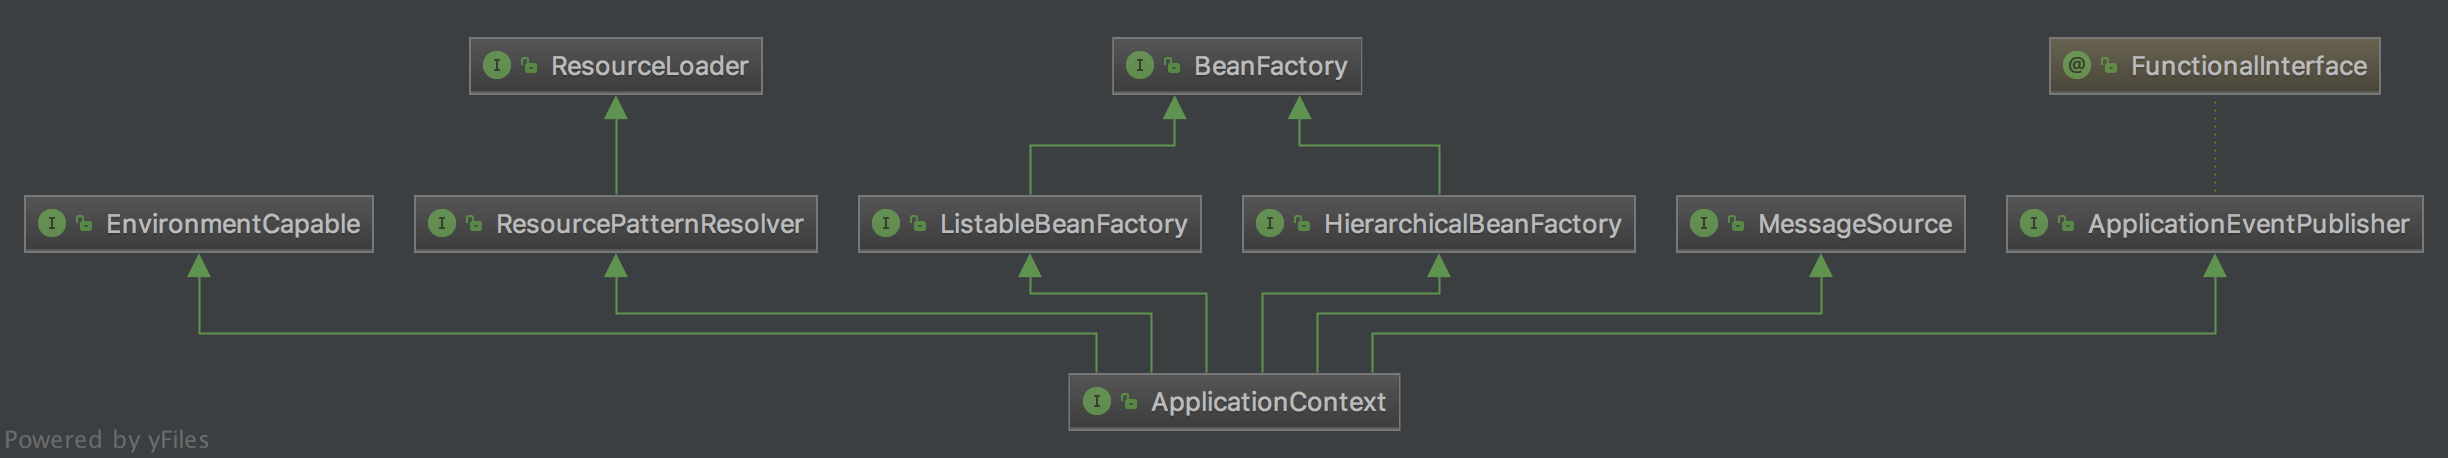 ResourceLoader
BeanFactory
FunctionalInterface
EnvironmentCapable
ResourcePatternResolver
ListableBeanFactory
HierarchicalBeanFactory
MessageSource
ApplicationEventPublisher
ApplicationContext
Powered by yFiles